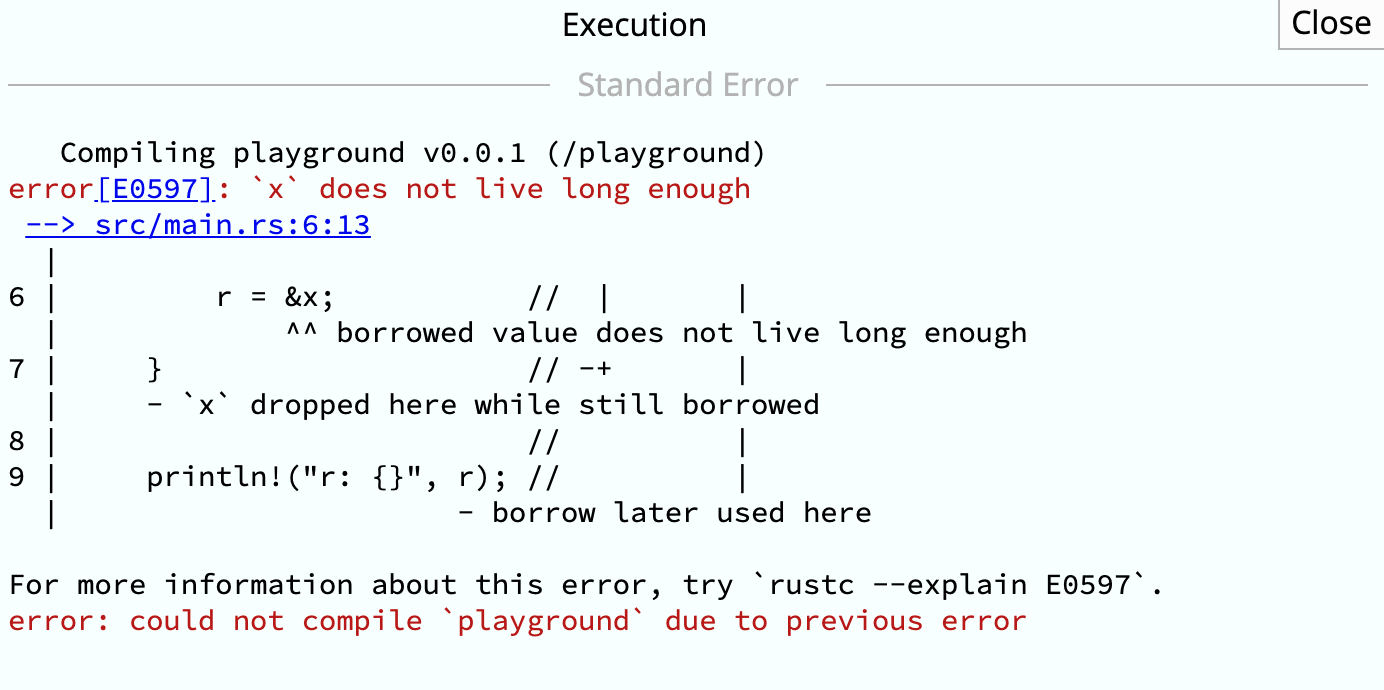 Execution
Close
Standard Error
   Compiling playground v0.0.1 (/playground)
error[E0597]: `x` does not live long enough
 --> src/main.rs:6:13
  |
6 |         r = &x;           //  |       |
  |             ^^ borrowed value does not live long enough
7 |     }                     // -+       |
  |     - `x` dropped here while still borrowed
8 |                           //          |
9 |     println!("r: {}", r); //          |
  |                       - borrow later used here
For more information about this error, try `rustc --explain E0597`.
error: could not compile `playground` due to previous error